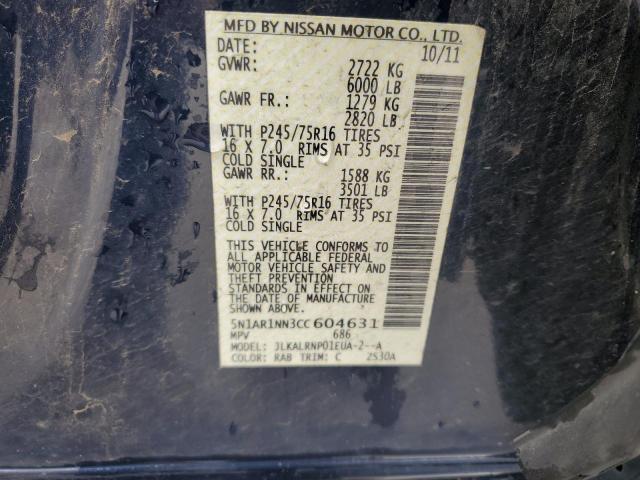 MFD BY NISSAN MOTOR CO., LTD.
DATE: 10/11
GVWR: 2722 KG
6000 LB
GAWR FR.: 1279 KG
2820 LB
WITH P245/75R16 TIRES
16 X 7.0 RIMS AT 35 PSI
COLD SINGLE
GAWR RR.: 1588 KG
3501 LB
WITH P245/75R16 TIRES
16 X 7.0 RIMS AT 35 PSI
COLD SINGLE
THIS VEHICLE CONFORMS TO
ALL APPLICABLE FEDERAL
MOTOR VEHICLE SAFETY AND
THEFT PREVENTION
STANDARDS IN EFFECT ON THE
DATE OF MANUFACTURE
SHOWN ABOVE.
5N1AR1NN3CC604631
MPV 686
MODEL: JLKALRNP01EUA-2--A
COLOR: RAB TRIM: C 2S30A